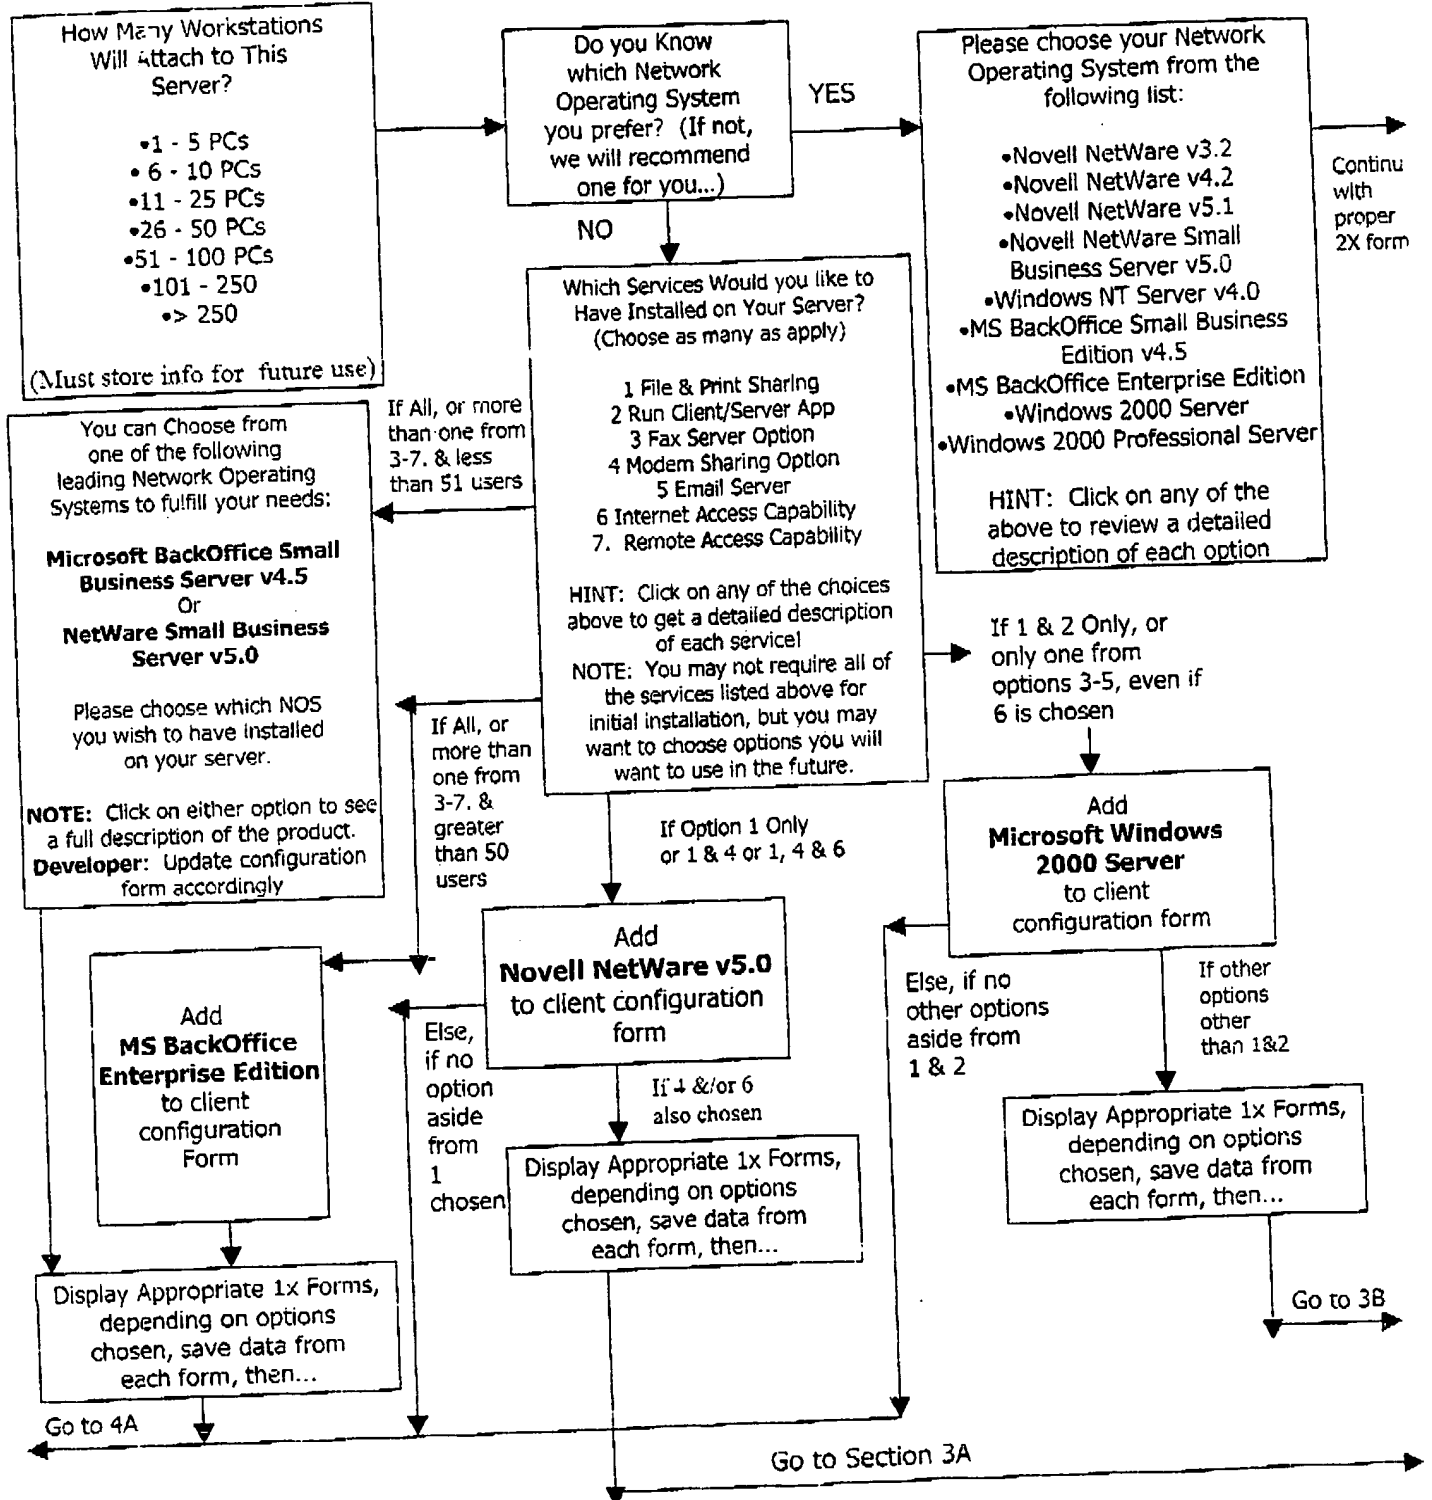 How Many Workstations
Will Attach to This
Server?
•1 - 5 PCs
•6 - 10 PCs
•11 - 25 PCs
•26 - 50 PCs
•51 - 100 PCs
•101 - 250
•> 250
(Must store info for future use)
Do you Know
which Network
Operating System
you prefer? (If not,
we will recommend
one for you...)
YES
NO
Please choose your Network
Operating System from the
following list:
•Novell NetWare v3.2
•Novell NetWare v4.2
•Novell NetWare v5.1
•Novell NetWare Small
Business Server v5.0
•Windows NT Server v4.0
•MS BackOffice Small Business
Edition v4.5
•MS BackOffice Enterprise Edition
•Windows 2000 Server
•Windows 2000 Professional Server
HINT: Click on any of the
above to review a detailed
description of each option
Continu
with
proper
2X form
Which Services Would you like to
Have Installed on Your Server?
(Choose as many as apply)
1 File & Print Sharing
2 Run Client/Server App
3 Fax Server Option
4 Modem Sharing Option
5 Email Server
6 Internet Access Capability
7. Remote Access Capability
HINT: Click on any of the choices
above to get a detailed description
of each service!
NOTE: You may not require all of
the services listed above for
initial installation, but you may
want to choose options you will
want to use in the future.
If All, or more
than one from
3-7. & less
than 51 users
You can Choose from
one of the following
leading Network Operating
Systems to fulfill your needs:
Microsoft BackOffice Small
Business Server v4.5
Or
NetWare Small Business
Server v5.0
Please choose which NOS
you wish to have installed
on your server.
NOTE: Click on either option to see
a full description of the product.
Developer: Update configuration
form accordingly
If All, or
more than
one from
3-7. &
greater
than 50
users
If Option 1 Only
or 1 & 4 or 1, 4 & 6
If 1 & 2 Only, or
only one from
options 3-5, even if
6 is chosen
Add
Microsoft Windows
2000 Server
to client
configuration form
Add
Novell NetWare v5.0
to client configuration
form
Add
MS BackOffice
Enterprise Edition
to client
configuration
Form
Else,
if no
option
aside
from
1
chosen
If 4 &/or 6
also chosen
Else, if no
other options
aside from
1 & 2
If other
options
other
than 1&2
Display Appropriate 1x Forms,
depending on options
chosen, save data from
each form, then...
Display Appropriate 1x Forms,
depending on options
chosen, save data from
each form, then...
Display Appropriate 1x Forms,
depending on options
chosen, save data from
each form, then...
Go to 3B
Go to 4A
Go to Section 3A